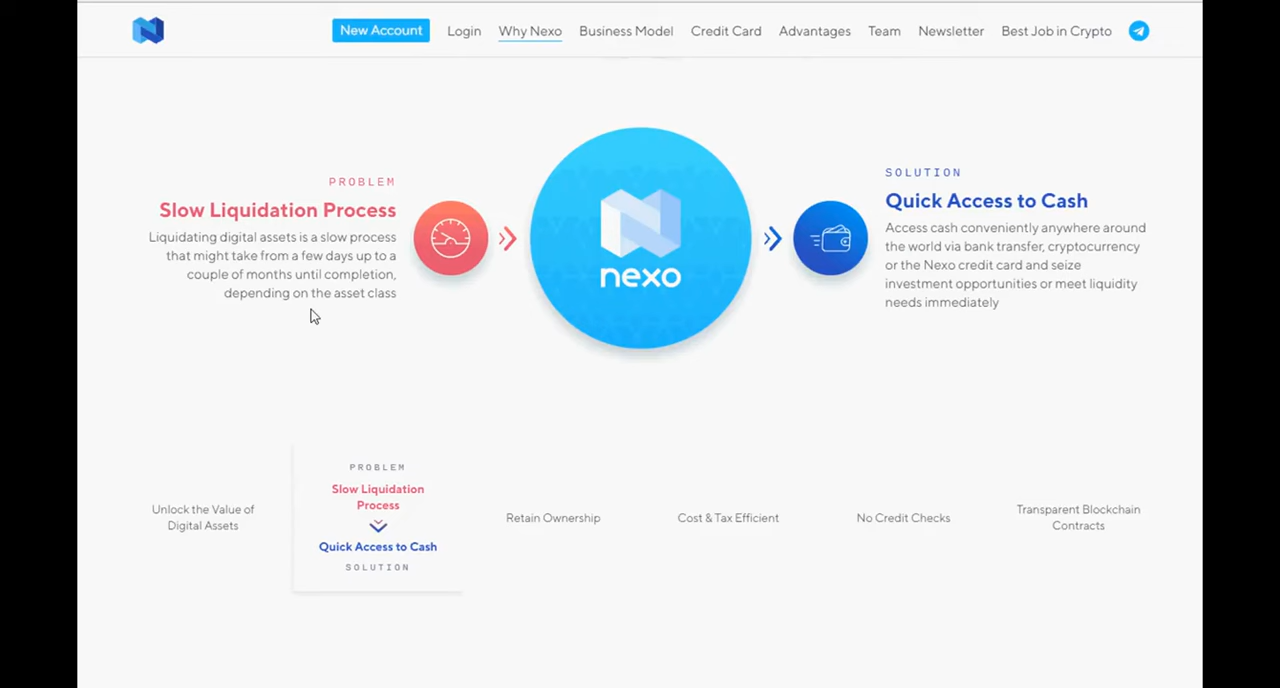 New Account Login Why Nexo Business Model Credit Card Advantages Team Newsletter Best Job in Crypto
PROBLEM
Slow Liquidation Process
Liquidating digital assets is a slow process
that might take from a few days up to a
couple of months until completion,
depending on the asset class
nexo
SOLUTION
Quick Access to Cash
Access cash conveniently anywhere around
the world via bank transfer, cryptocurrency
or the Nexo credit card and seize
investment opportunities or meet liquidity
needs immediately
Unlock the Value of
Digital Assets
PROBLEM
Slow Liquidation
Process
Quick Access to Cash
SOLUTION
Retain Ownership
Cost & Tax Efficient
No Credit Checks
Transparent Blockchain
Contracts